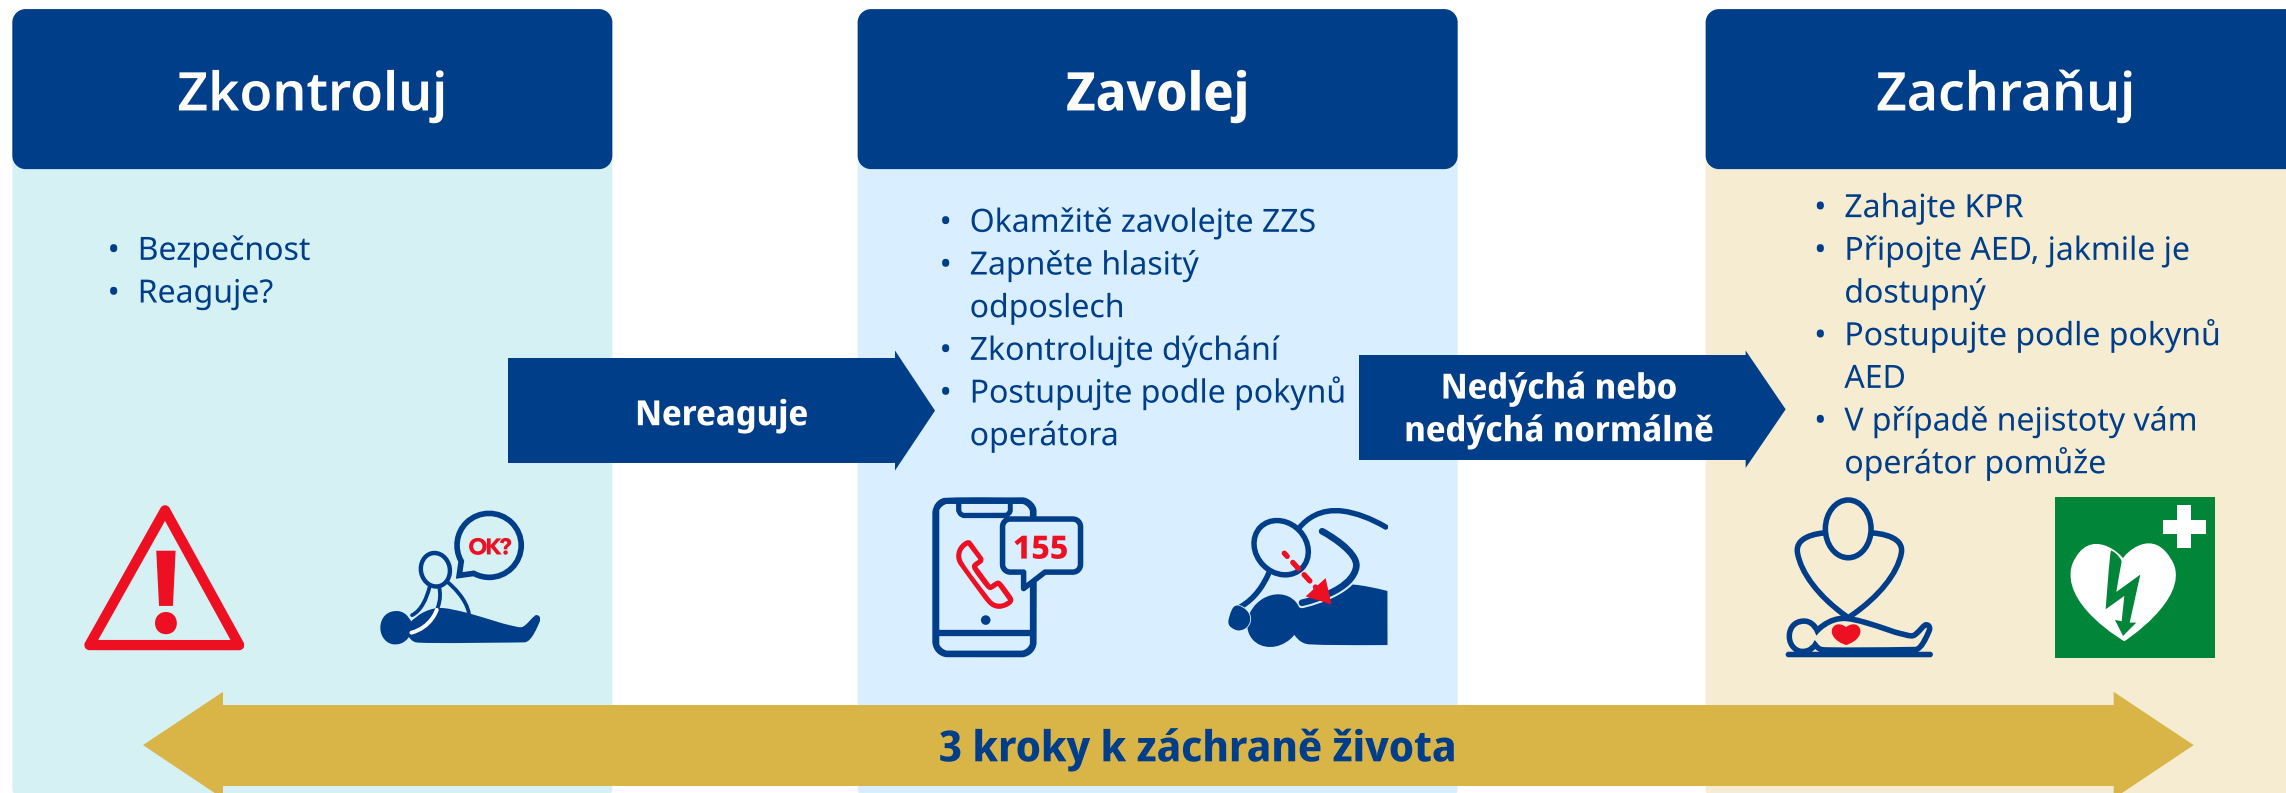 Zkontroluj
• Bezpečnost
• Reaguje?
OK?
Nereaguje
Zavolej
• Okamžitě zavolejte ZZS
• Zapněte hlasitý
odposlech
• Zkontrolujte dýchání
• Postupujte podle pokynů
operátora
155
Nedýchá nebo
nedýchá normálně
Zachraňuj
• Zahajte KPR
• Připojte AED, jakmile je
dostupný
• Postupujte podle pokynů
AED
• V případě nejistoty vám
operátor pomůže
3 kroky k záchraně života